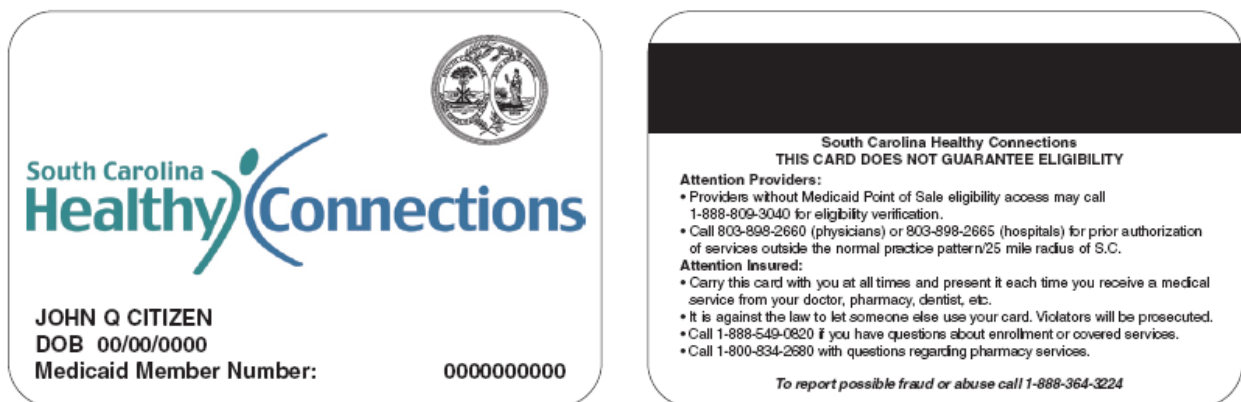 South Carolina
Healthy Connections
JOHN Q CITIZEN
DOB 00/00/0000
Medicaid Member Number: 0000000000
South Carolina Healthy Connections
THIS CARD DOES NOT GUARANTEE ELIGIBILITY
Attention Providers:
• Providers without Medicaid Point of Sale eligibility access may call
1-888-809-3040 for eligibility verification.
• Call 803-898-2660 (physicians) or 803-898-2665 (hospitals) for prior authorization
of services outside the normal practice pattern/25 mile radius of S.C.
Attention Insured:
• Carry this card with you at all times and present it each time you receive a medical
service from your doctor, pharmacy, dentist, etc.
• It is against the law to let someone else use your card. Violators will be prosecuted.
• Call 1-888-549-0820 if you have questions about enrollment or covered services.
• Call 1-800-834-2680 with questions regarding pharmacy services.
To report possible fraud or abuse call 1-888-364-3224